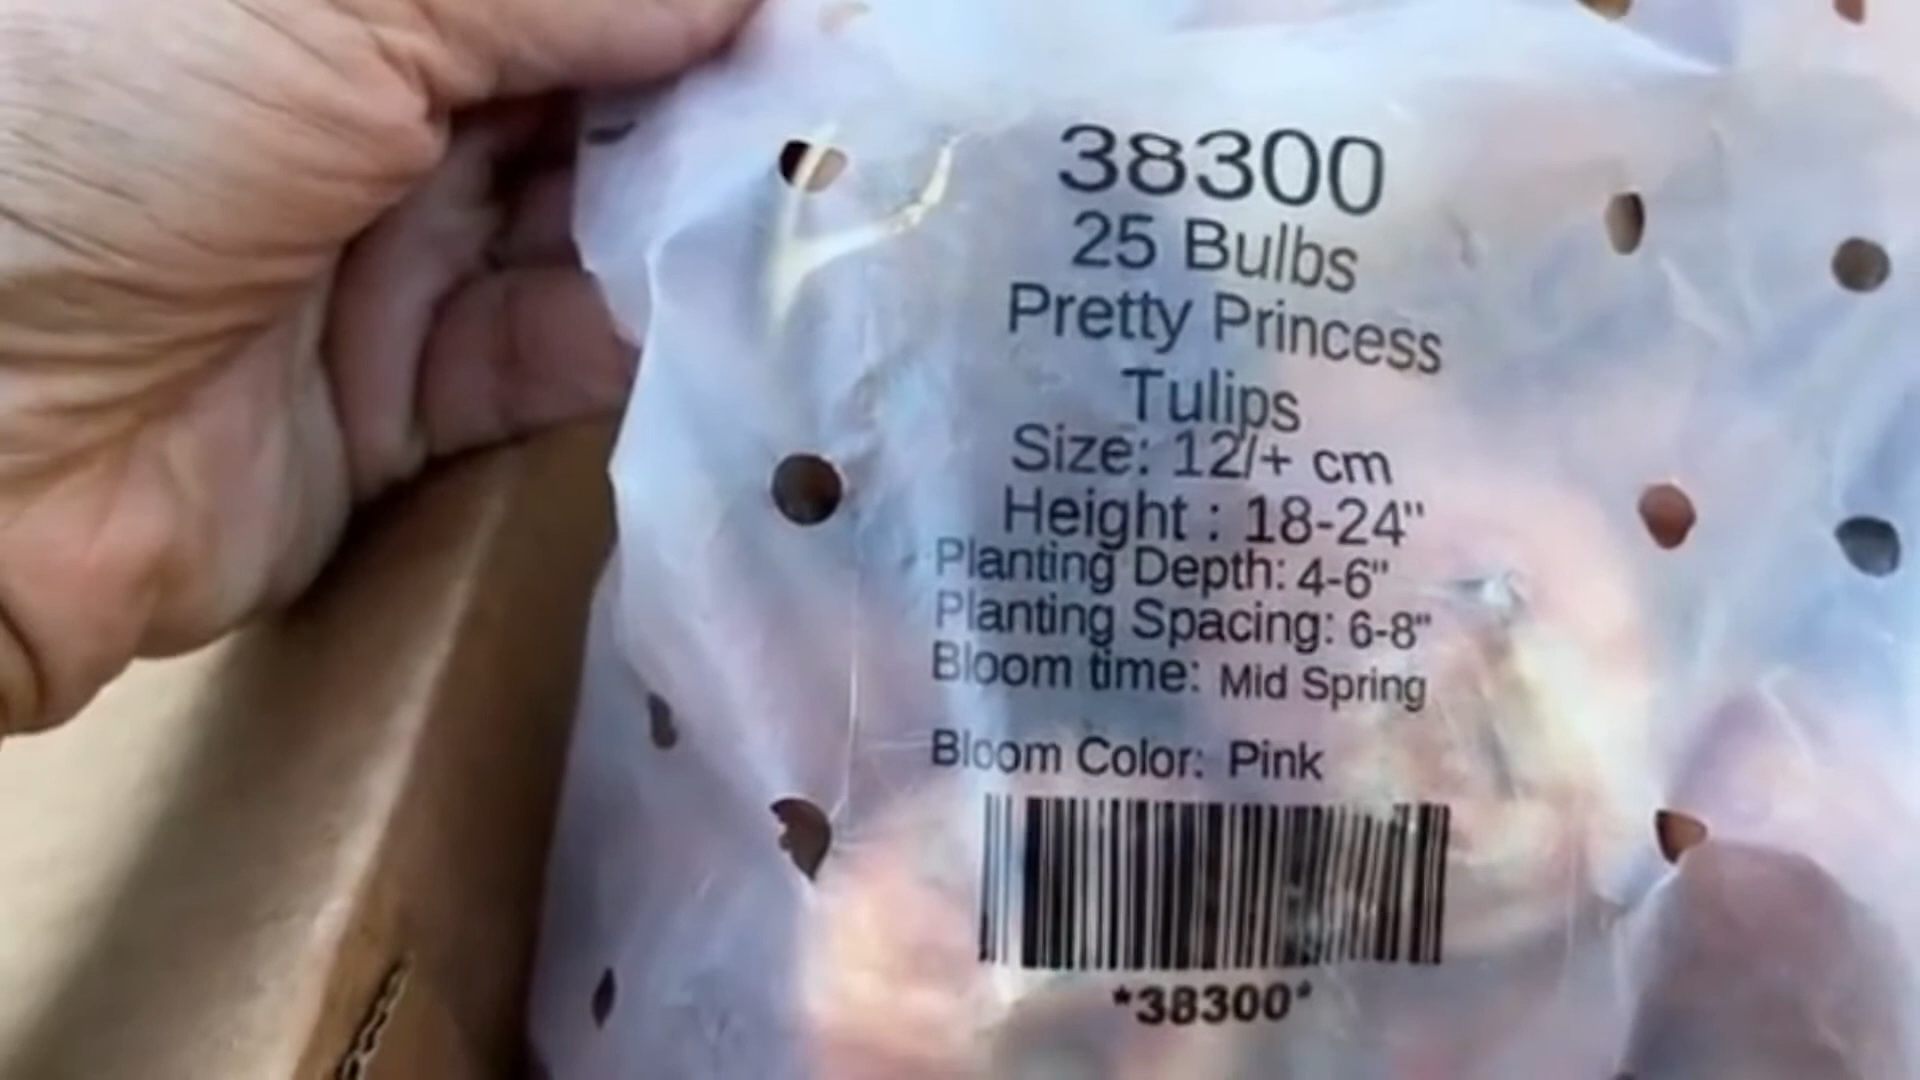 38300
25 Bulbs
Pretty Princess
Tulips
Size: 12/+ cm
Height : 18-24"
Planting Depth: 4-6"
Planting Spacing: 6-8"
Bloom time: Mid Spring
Bloom Color: Pink
*38300*